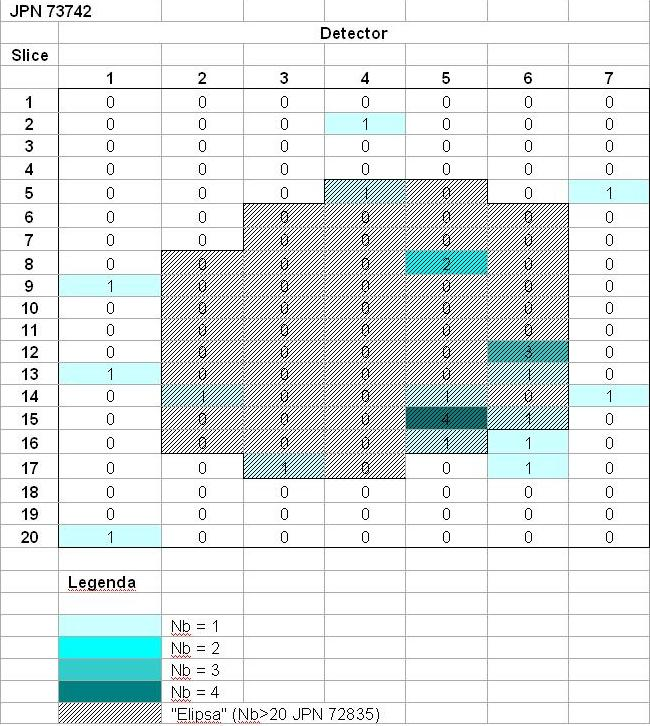 JPN 73742
Detector
Slice
1 2 3 4 5 6 7
1 0 0 0 0 0 0 0
2 0 0 0 1 0 0 0
3 0 0 0 0 0 0 0
4 0 0 0 0 0 0 0
5 0 0 0 1 0 0 1
6 0 0 0 0 0 0 0
7 0 0 0 0 0 0 0
8 0 0 0 0 2 0 0
9 1 0 0 0 0 0 0
10 0 0 0 0 0 0 0
11 0 0 0 0 0 0 0
12 0 0 0 0 0 3 0
13 1 0 0 0 0 1 0
14 0 1 0 0 1 0 1
15 0 0 0 0 4 1 0
16 0 0 0 0 1 1 0
17 0 0 1 0 0 1 0
18 0 0 0 0 0 0 0
19 0 0 0 0 0 0 0
20 1 0 0 0 0 0 0
Legenda
Nb = 1
Nb = 2
Nb = 3
Nb = 4
"Elipsa" (Nb>20 JPN 72835)